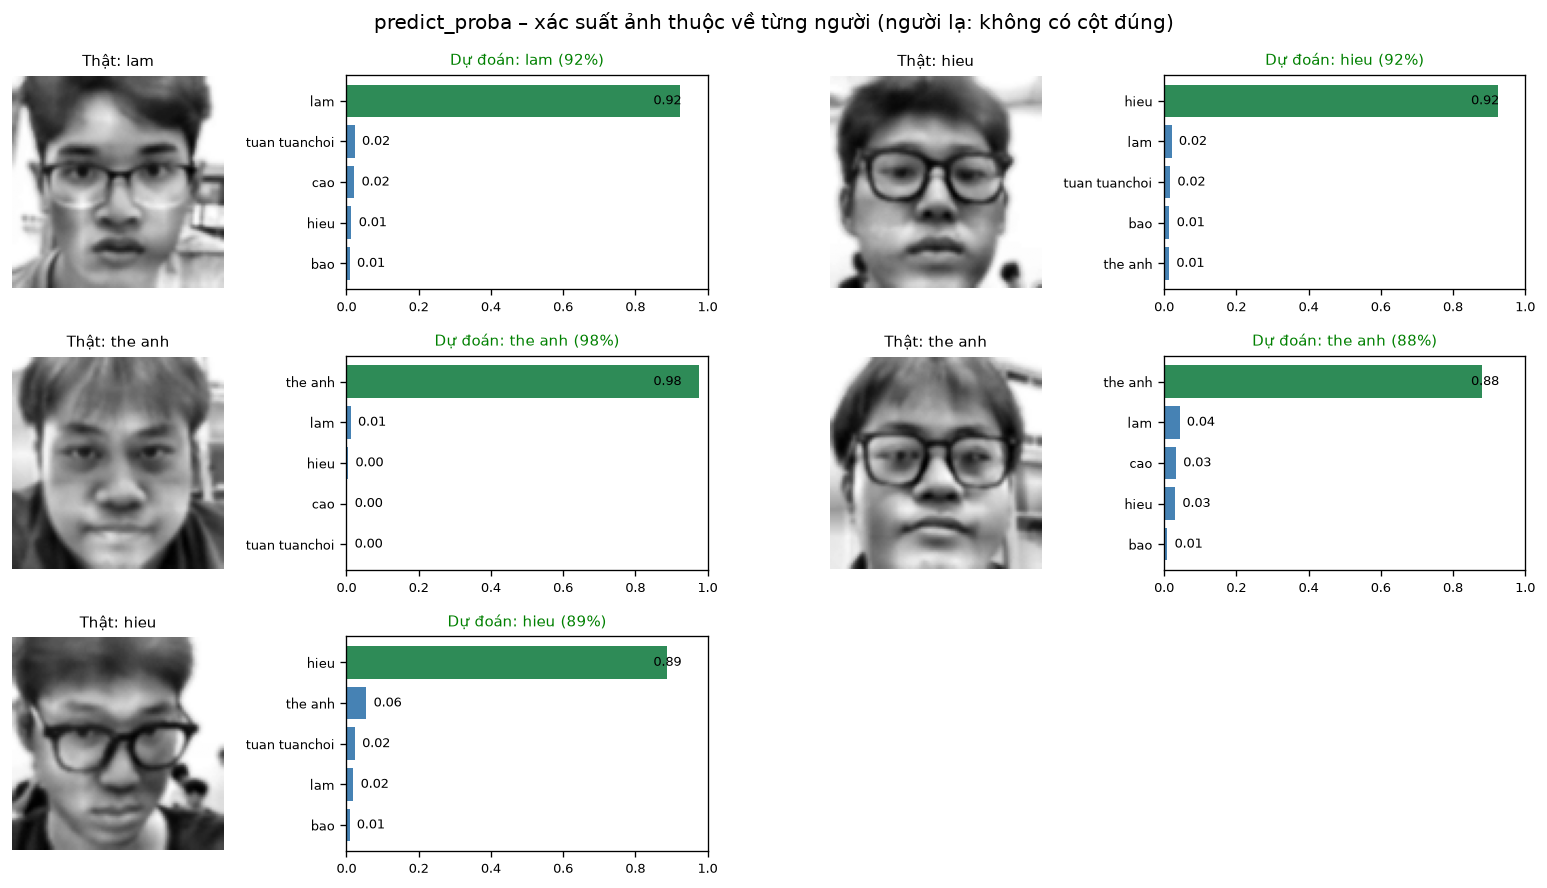 predict_proba – xác suất ảnh thuộc về từng người (người lạ: không có cột đúng)
Thật: lam
Dự đoán: lam (92%)
lam 0.92
tuan tuanchoi 0.02
cao 0.02
hieu 0.01
bao 0.01
0.0 0.2 0.4 0.6 0.8 1.0
Thật: hieu
Dự đoán: hieu (92%)
hieu 0.92
lam 0.02
tuan tuanchoi 0.02
bao 0.01
the anh 0.01
0.0 0.2 0.4 0.6 0.8 1.0
Thật: the anh
Dự đoán: the anh (98%)
the anh 0.98
lam 0.01
hieu 0.00
cao 0.00
tuan tuanchoi 0.00
0.0 0.2 0.4 0.6 0.8 1.0
Thật: the anh
Dự đoán: the anh (88%)
the anh 0.88
lam 0.04
cao 0.03
hieu 0.03
bao 0.01
0.0 0.2 0.4 0.6 0.8 1.0
Thật: hieu
Dự đoán: hieu (89%)
hieu 0.89
the anh 0.06
tuan tuanchoi 0.02
lam 0.02
bao 0.01
0.0 0.2 0.4 0.6 0.8 1.0